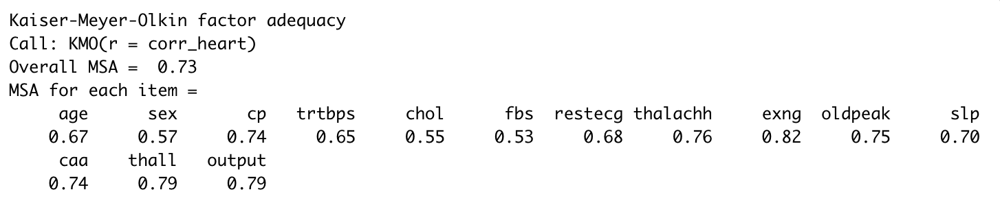 Kaiser-Meyer-Olkin factor adequacy
Call: KMO(r = corr_heart)
Overall MSA =  0.73
MSA for each item = 
     age      sex       cp   trtbps     chol      fbs  restecg thalachh     exng  oldpeak      slp
    0.67     0.57     0.74     0.65     0.55     0.53     0.68     0.76     0.82     0.75     0.70
     caa    thall   output
    0.74     0.79     0.79